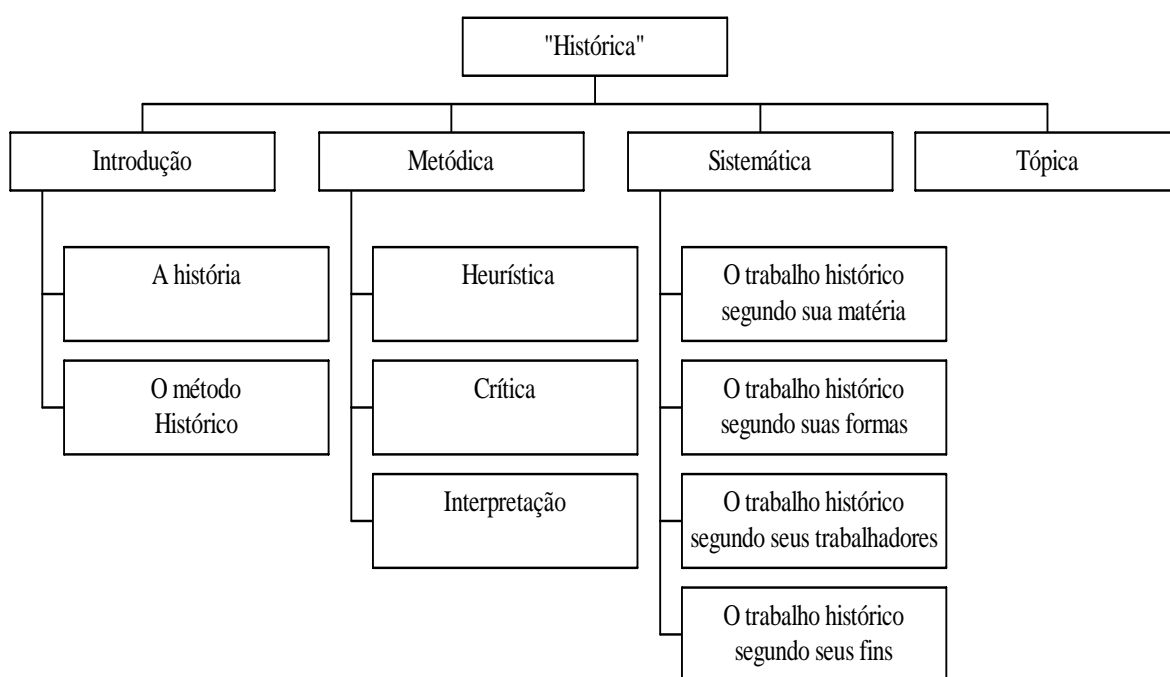 "Histórica"
Introdução
Metódica
Sistemática
Tópica
A história
O método
Histórico
Heurística
Crítica
Interpretação
O trabalho histórico
segundo sua matéria
O trabalho histórico
segundo suas formas
O trabalho histórico
segundo seus trabalhadores
O trabalho histórico
segundo seus fins